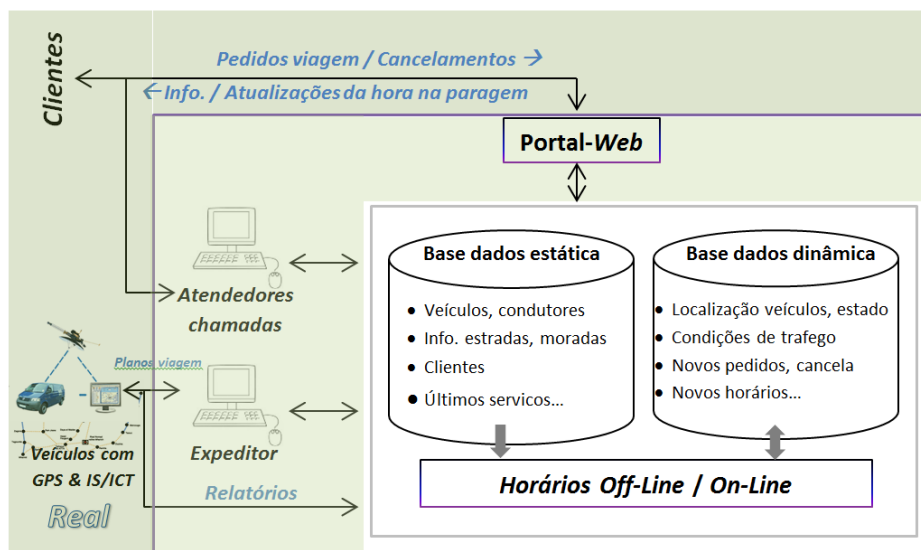 Clientes
Pedidos viagem / Cancelamentos →
← Info. / Atualizações da hora na paragem
Portal-Web
Base dados estática
• Veículos, condutores
• Info. estradas, moradas
• Clientes
• Últimos servicos...
Base dados dinâmica
• Localização veículos, estado
• Condições de trafego
• Novos pedidos, cancela
• Novos horários...
Atendedores
chamadas
Planos viagem
Expeditor
Veículos com
GPS & IS/ICT
Relatórios
Real
Horários Off-Line / On-Line